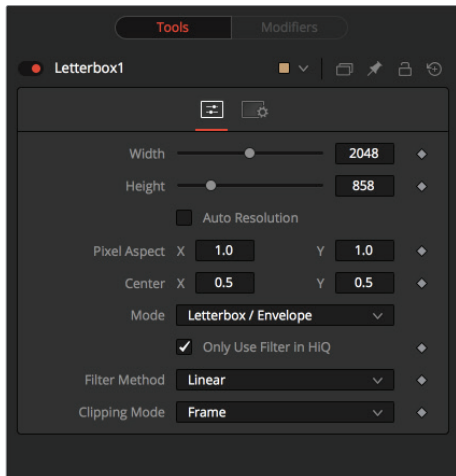 Tools Modifiers
Letterbox1
Width 2048
Height 858
Auto Resolution
Pixel Aspect X 1.0 Y 1.0
Center X 0.5 Y 0.5
Mode Letterbox / Envelope
Only Use Filter in HiQ
Filter Method Linear
Clipping Mode Frame